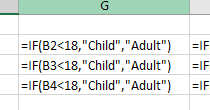 G
=IF(B2<18,"Child","Adult") =IF
=IF(B3<18,"Child","Adult") =IF
=IF(B4<18,"Child","Adult") =IF